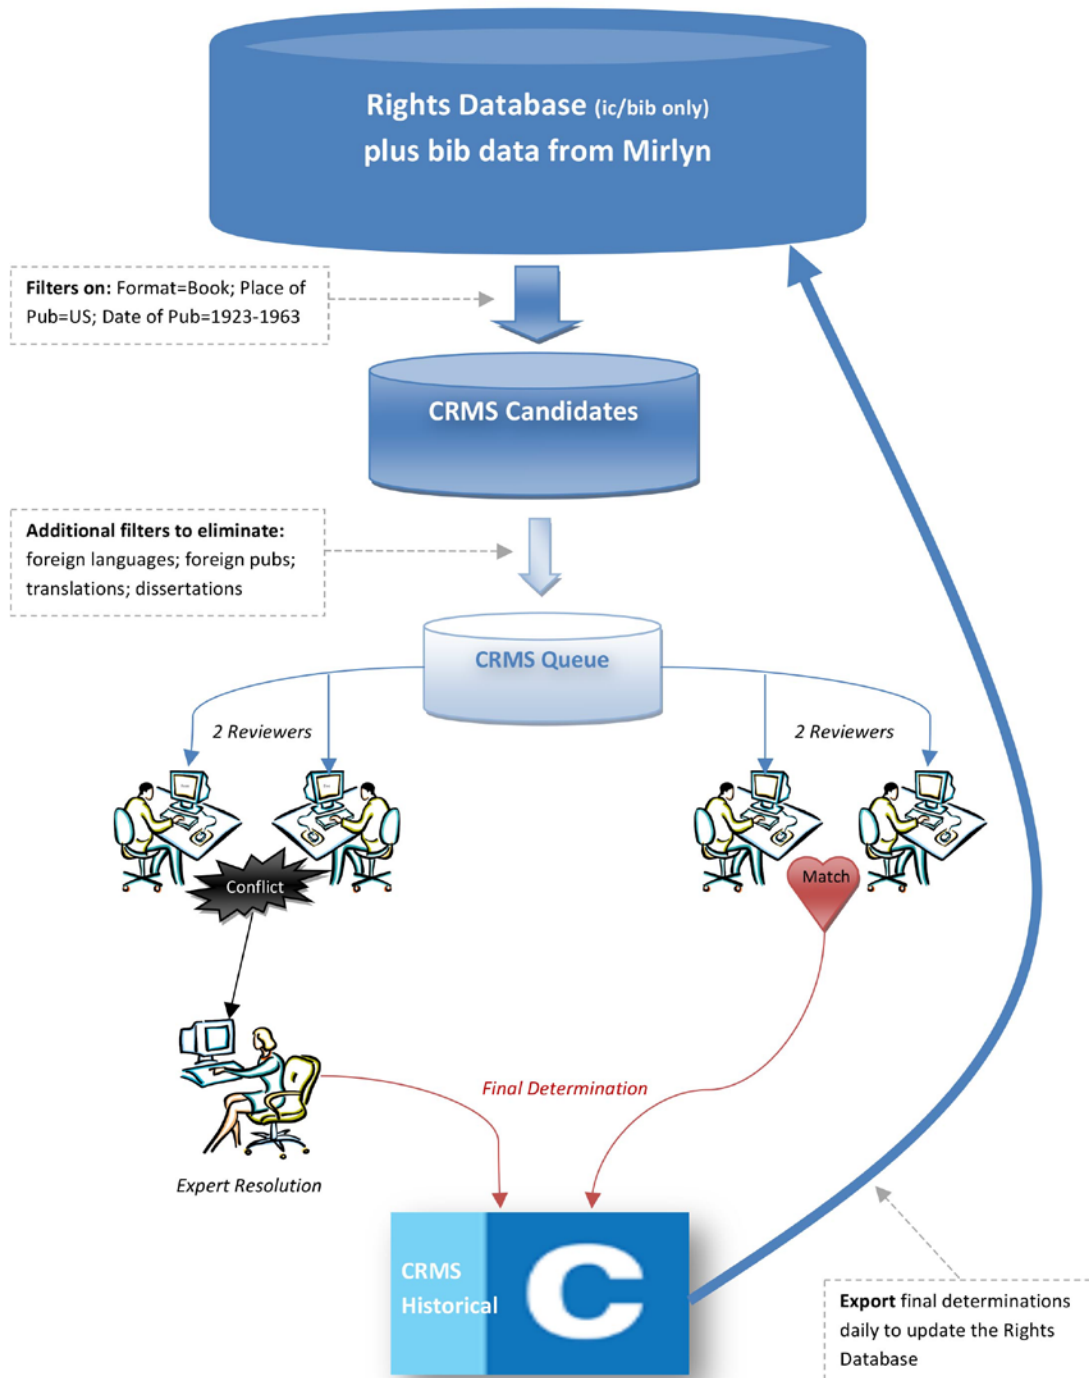 Rights Database (ic/bib only)
plus bib data from Mirlyn
Filters on: Format=Book; Place of
Pub=US; Date of Pub=1923-1963
CRMS Candidates
Additional filters to eliminate:
foreign languages; foreign pubs;
translations; dissertations
CRMS Queue
2 Reviewers
2 Reviewers
Conflict
Match
Final Determination
Expert Resolution
CRMS
Historical
C
Export final determinations
daily to update the Rights
Database